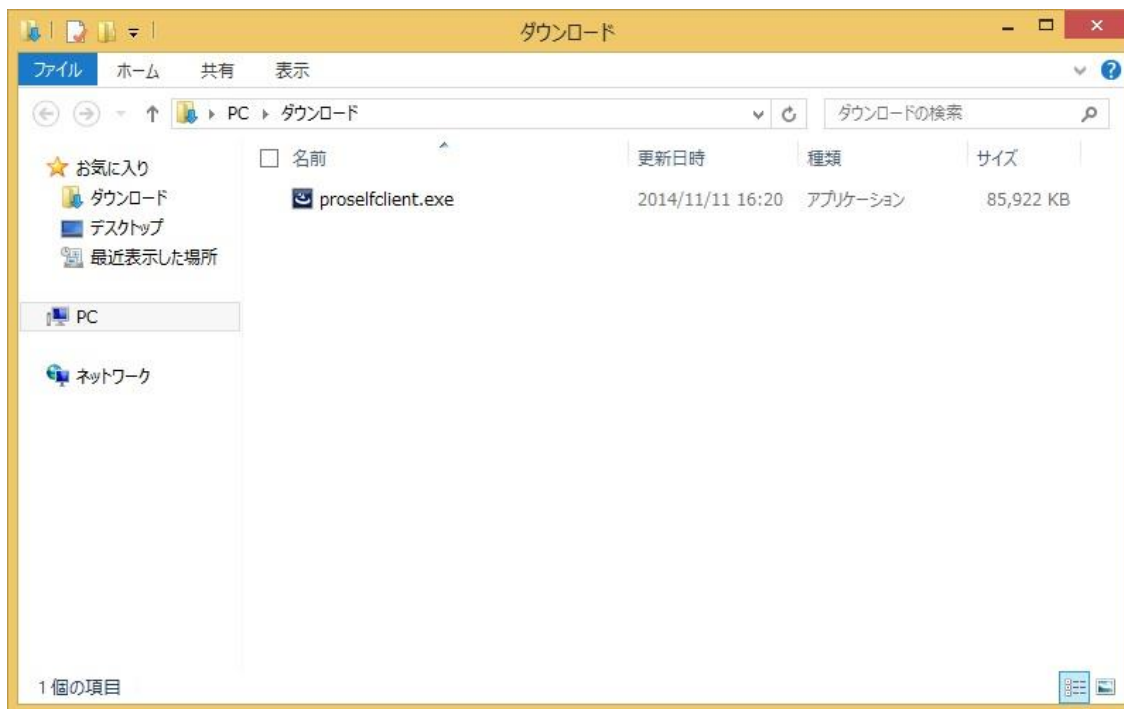 ダウンロード
ファイル ホーム 共有 表示
PC ダウンロード ダウンロードの検索
お気に入り
ダウンロード
デスクトップ
最近表示した場所
PC
ネットワーク
名前 更新日時 種類 サイズ
proselfclient.exe 2014/11/11 16:20 アプリケーション 85,922 KB
1 個の項目